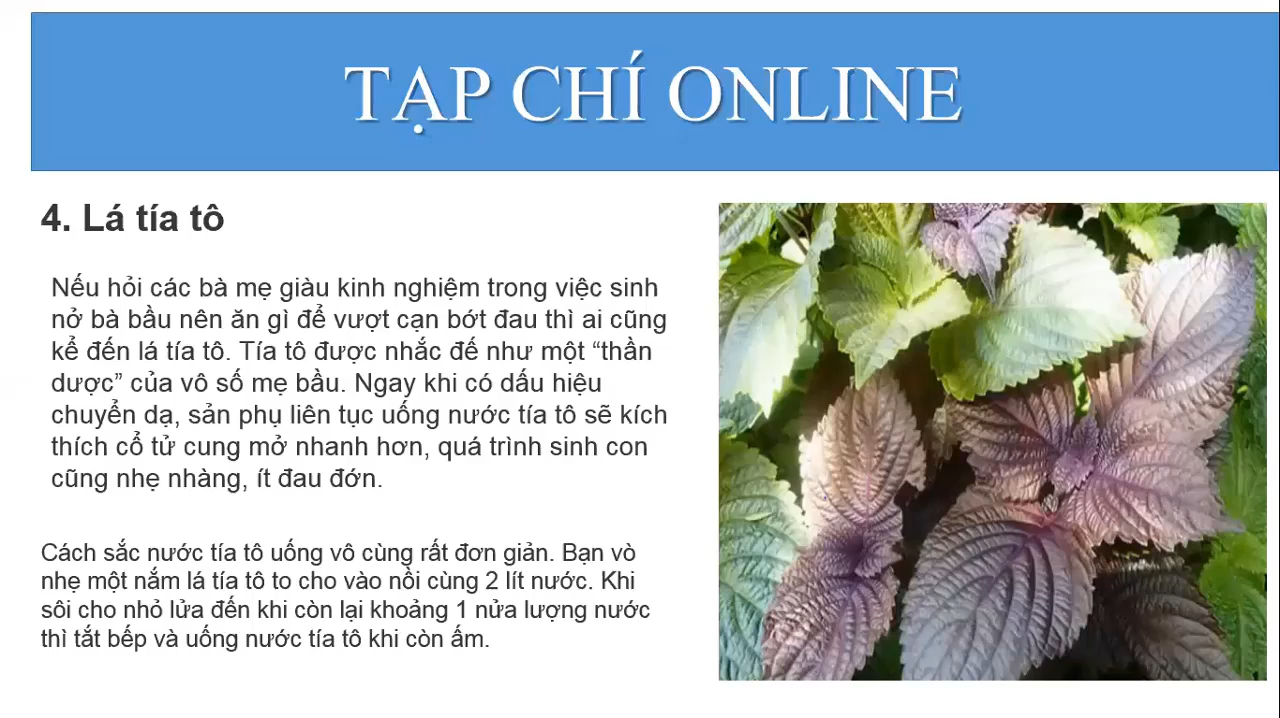 TẠP CHÍ ONLINE
4. Lá tía tô
Nếu hỏi các bà mẹ giàu kinh nghiệm trong việc sinh
nở bà bầu nên ăn gì để vượt cạn bớt đau thì ai cũng
kể đến lá tía tô. Tía tô được nhắc đế như một “thần
dược” của vô số mẹ bầu. Ngay khi có dấu hiệu
chuyển dạ, sản phụ liên tục uống nước tía tô sẽ kích
thích cổ tử cung mở nhanh hơn, quá trình sinh con
cũng nhẹ nhàng, ít đau đớn.
Cách sắc nước tía tô uống vô cùng rất đơn giản. Bạn vò
nhẹ một nắm lá tía tô to cho vào nồi cùng 2 lít nước. Khi
sôi cho nhỏ lửa đến khi còn lại khoảng 1 nửa lượng nước
thì tắt bếp và uống nước tía tô khi còn ấm.